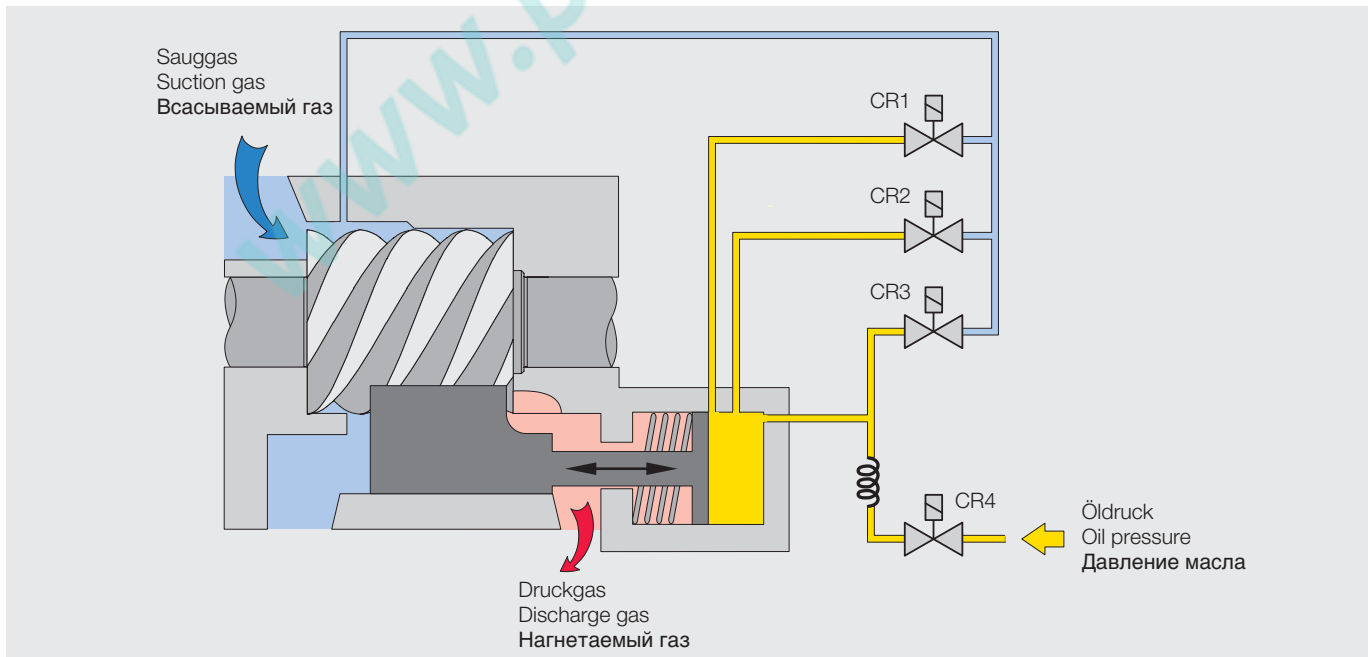 www.p
Sauggas
Suction gas
Всасываемый газ
CR1
CR2
CR3
CR4
Öldruck
Oil pressure
Давление масла
Druckgas
Discharge gas
Нагнетаемый газ